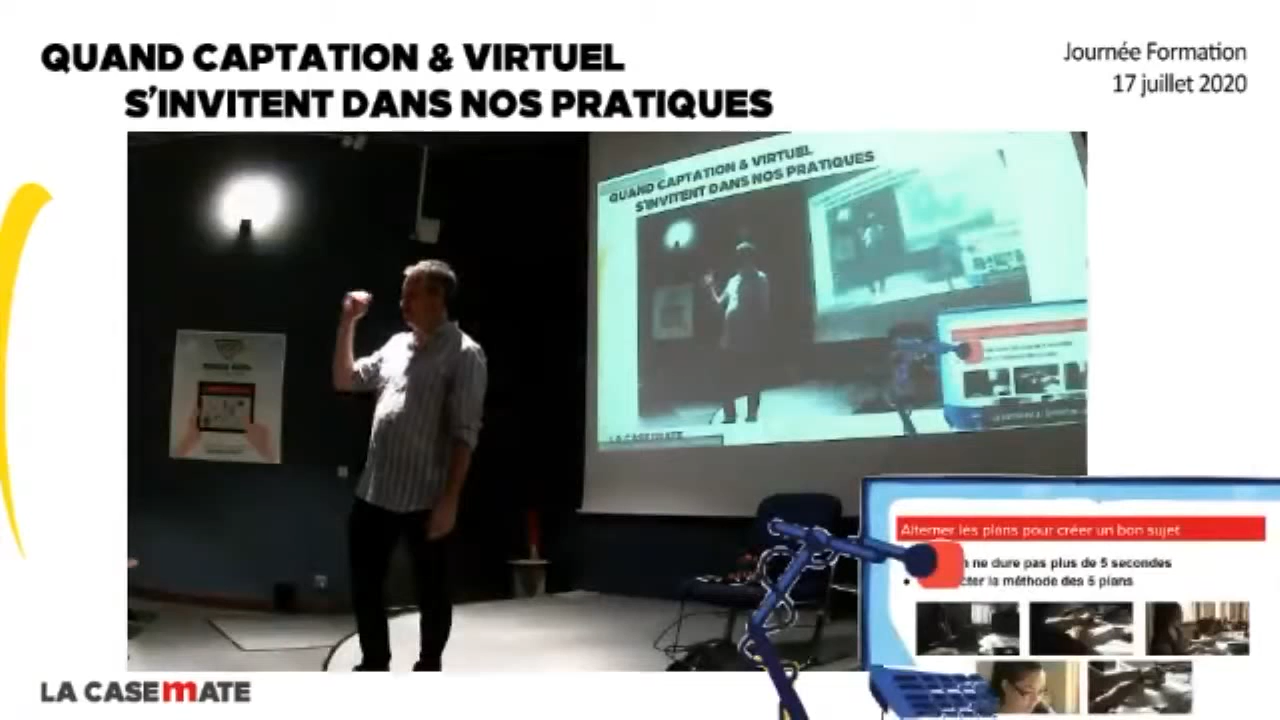 QUAND CAPTATION & VIRTUEL
S'INVITENT DANS NOS PRATIQUES
Journée Formation
17 juillet 2020
QUAND CAPTATION & VIRTUEL
S'INVITENT DANS NOS PRATIQUES
LA CASEMATE
Alterner les plans pour créer un bon sujet
ne dure pas plus de 5 secondes
la méthode des 5 plans
LA CASEMATE